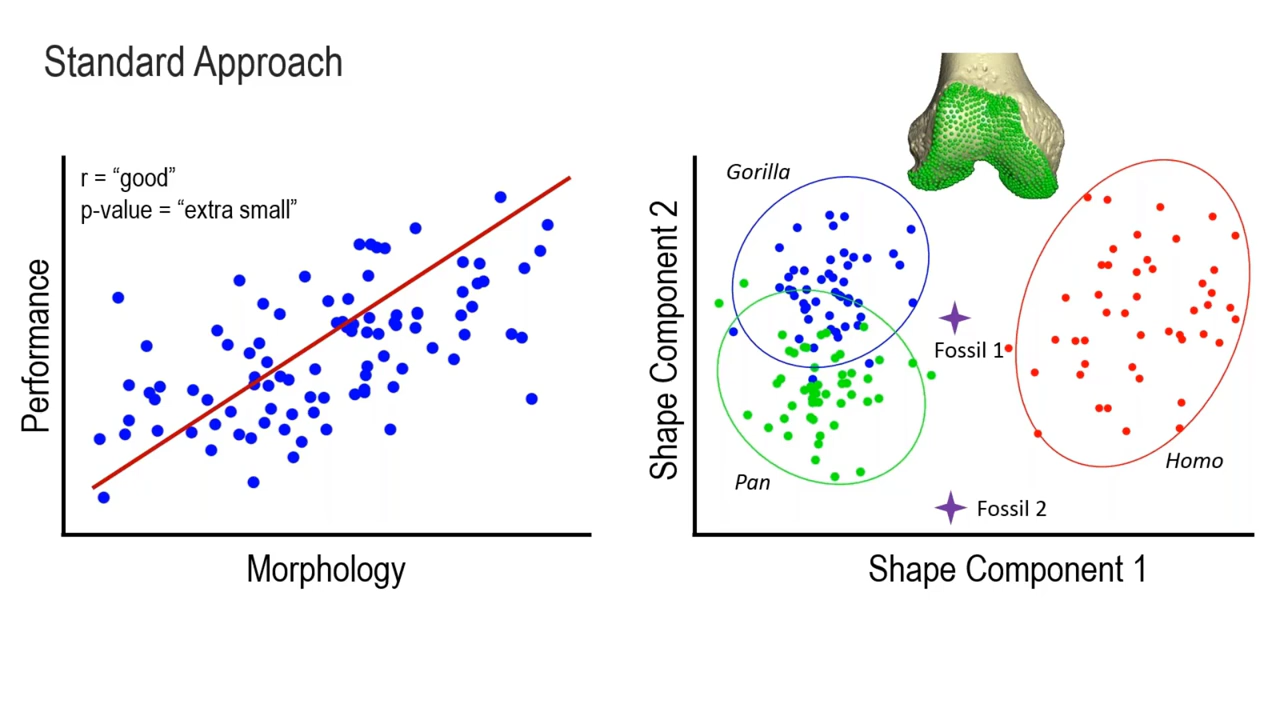 Standard Approach
r = “good”
p-value = “extra small”
Performance
Morphology
Gorilla
Shape Component 2
Fossil 1
Pan
Homo
Fossil 2
Shape Component 1